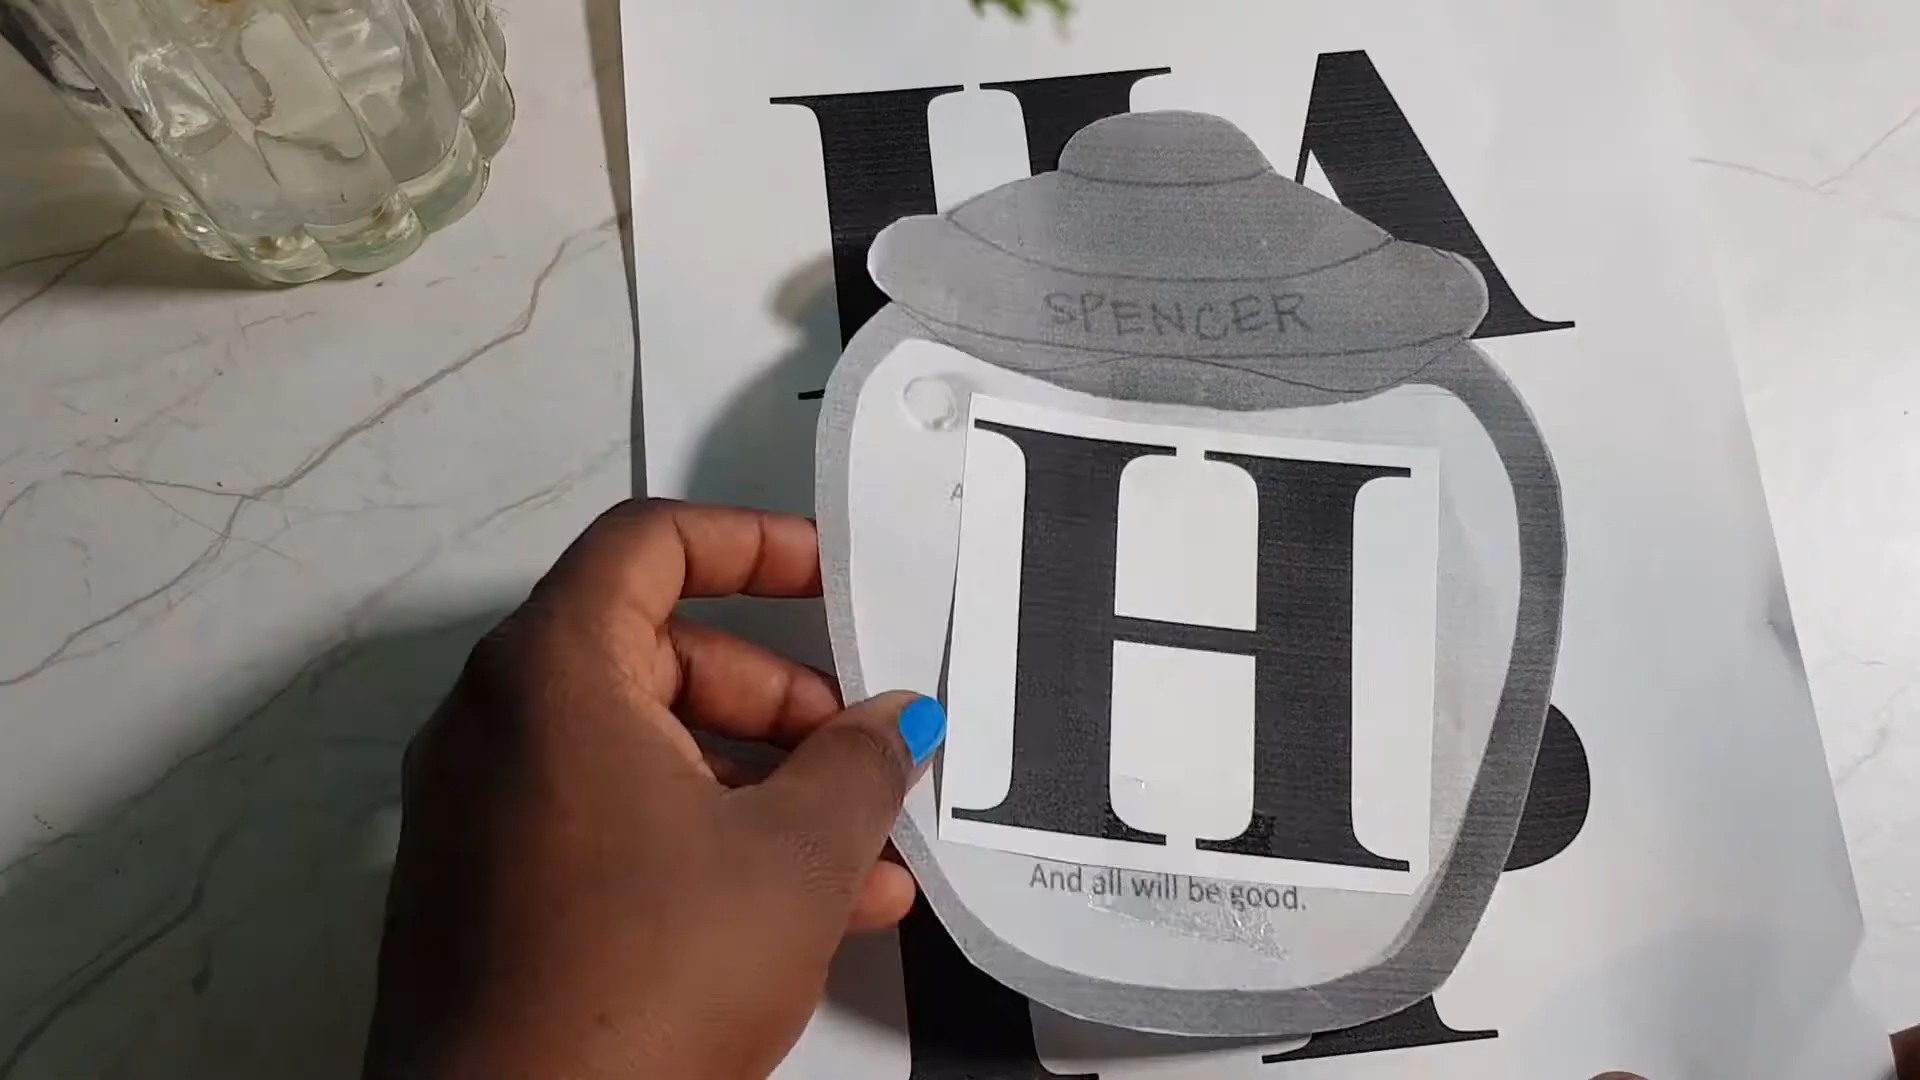 H A
SPENCER
H
And all will be good.